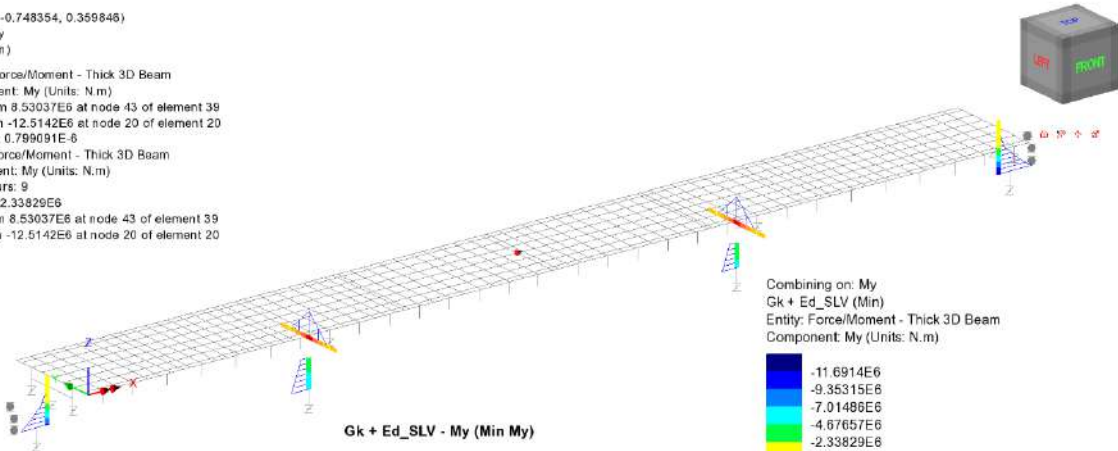 -0.748354, 0.359846)
y
n)
orce/Moment - Thick 3D Beam
ent: My (Units: N.m)
m 8.53037E6 at node 43 of element 39
n -12.5142E6 at node 20 of element 20
: 0.799091E-6
orce/Moment - Thick 3D Beam
ent: My (Units: N.m)
urs: 9
2.33829E6
m 8.53037E6 at node 43 of element 39
n -12.5142E6 at node 20 of element 20
TOP
LEFT
FRONT
Z
Z
Z
Y
X
Z
Z
Z
Z
Z
Combining on: My
Gk + Ed_SLV (Min)
Entity: Force/Moment - Thick 3D Beam
Component: My (Units: N.m)
-11.6914E6
-9.35315E6
-7.01486E6
-4.67657E6
-2.33829E6
Gk + Ed_SLV - My (Min My)